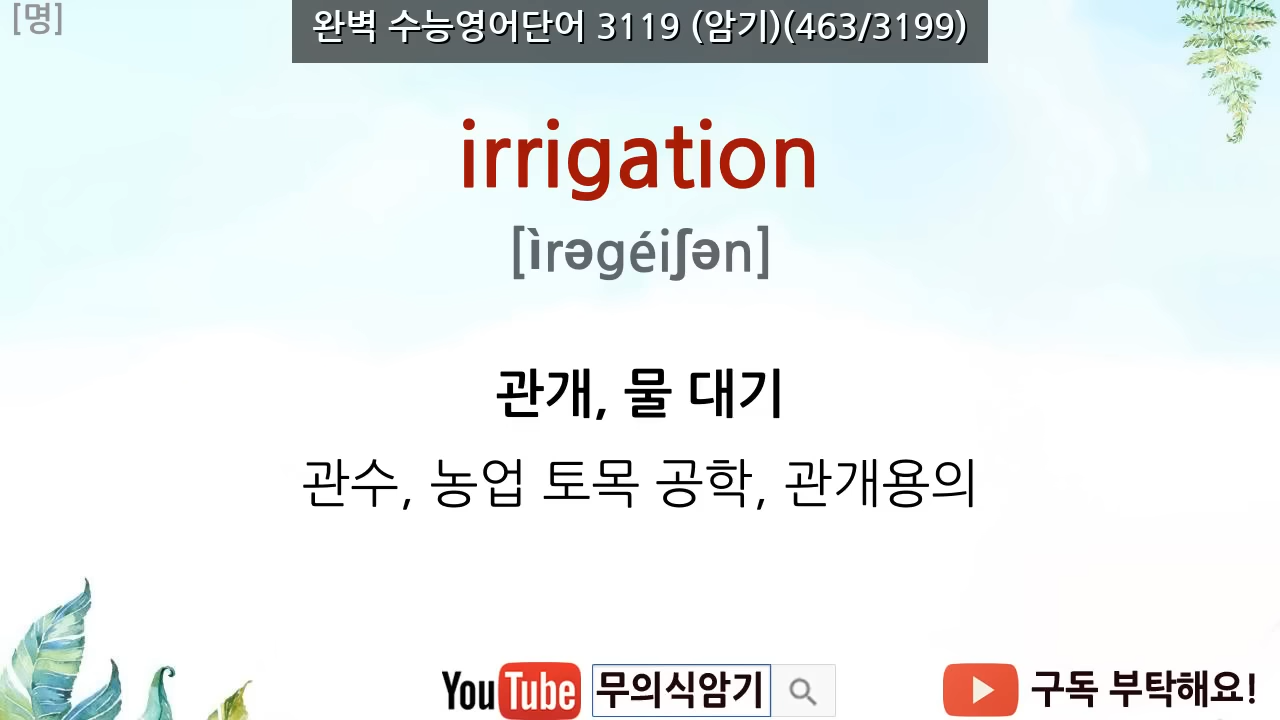 [명]
완벽 수능영어단어 3119 (암기)(463/3199)
irrigation
[ìrəgéiʃən]
관개, 물 대기
관수, 농업 토목 공학, 관개용의
YouTube 무의식암기
구독 부탁해요!